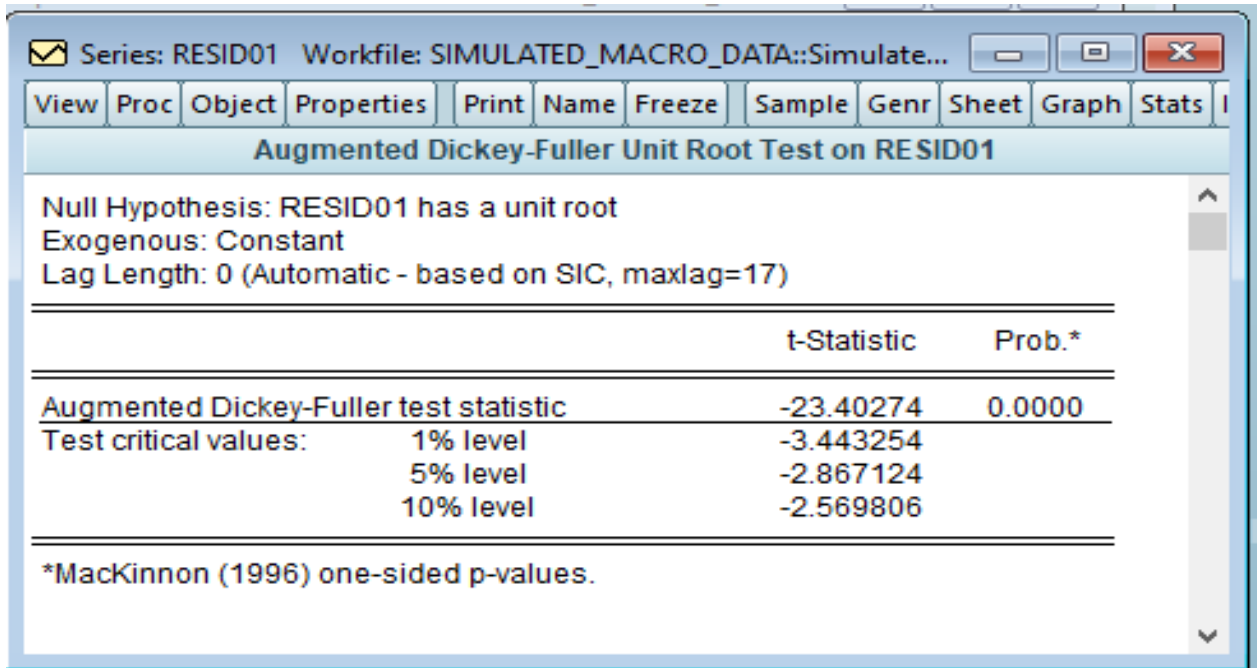 Series: RESID01 Workfile: SIMULATED_MACRO_DATA::Simulate...
View Proc Object Properties Print Name Freeze Sample Genr Sheet Graph Stats
Augmented Dickey-Fuller Unit Root Test on RESID01
Null Hypothesis: RESID01 has a unit root
Exogenous: Constant
Lag Length: 0 (Automatic - based on SIC, maxlag=17)
t-Statistic Prob.*
Augmented Dickey-Fuller test statistic -23.40274 0.0000
Test critical values: 1% level -3.443254
5% level -2.867124
10% level -2.569806
*MacKinnon (1996) one-sided p-values.